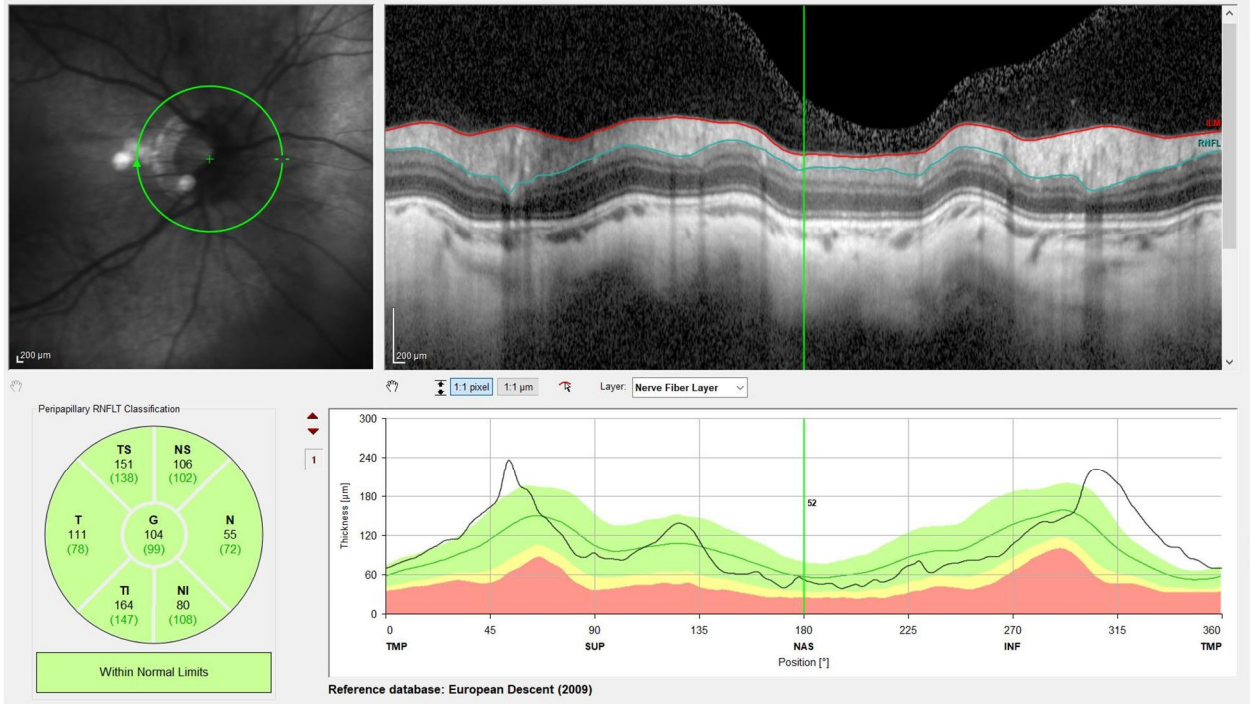 200 µm
ILM
RNFL
200 µm
1:1 pixel
1:1 µm
Layer:
Nerve Fiber Layer
Peripapillary RNFLT Classification
TS
151
(138)
NS
106
(102)
T
111
(78)
G
104
(99)
N
55
(72)
TI
164
(147)
NI
80
(108)
Within Normal Limits
1
Thickness [µm]
300
240
180
120
60
0
52
0 45 90 135 180 225 270 315 360
TMP SUP NAS INF TMP
Position [°]
Reference database: European Descent (2009)